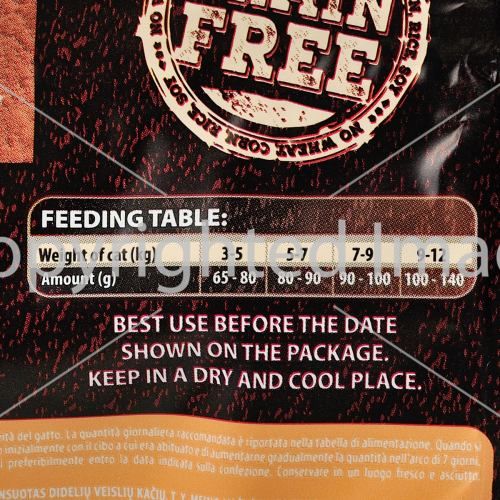 GRAIN
FREE
NO WHEAT, CORN, RICE, SOY
FEEDING TABLE:
Weight of cat (kg) 3-5 5-7 7-9 9-12
Amount (g) 65 - 80 80 - 90 90 - 100 100 - 140
BEST USE BEFORE THE DATE
SHOWN ON THE PACKAGE.
KEEP IN A DRY AND COOL PLACE.
del gatto. La quantità giornaliera raccomandata è riportata nella tabella di alimentazione. Quando si
inizialmente con il cibo a cui era abituato e di aumentarne gradualmente la quantità nell'arco di 7 giorni.
preferibilmente entro la data indicata sulla confezione. Conservare in un luogo fresco e asciutto.
DIDELIŲ VEISLIŲ KAČIŲ